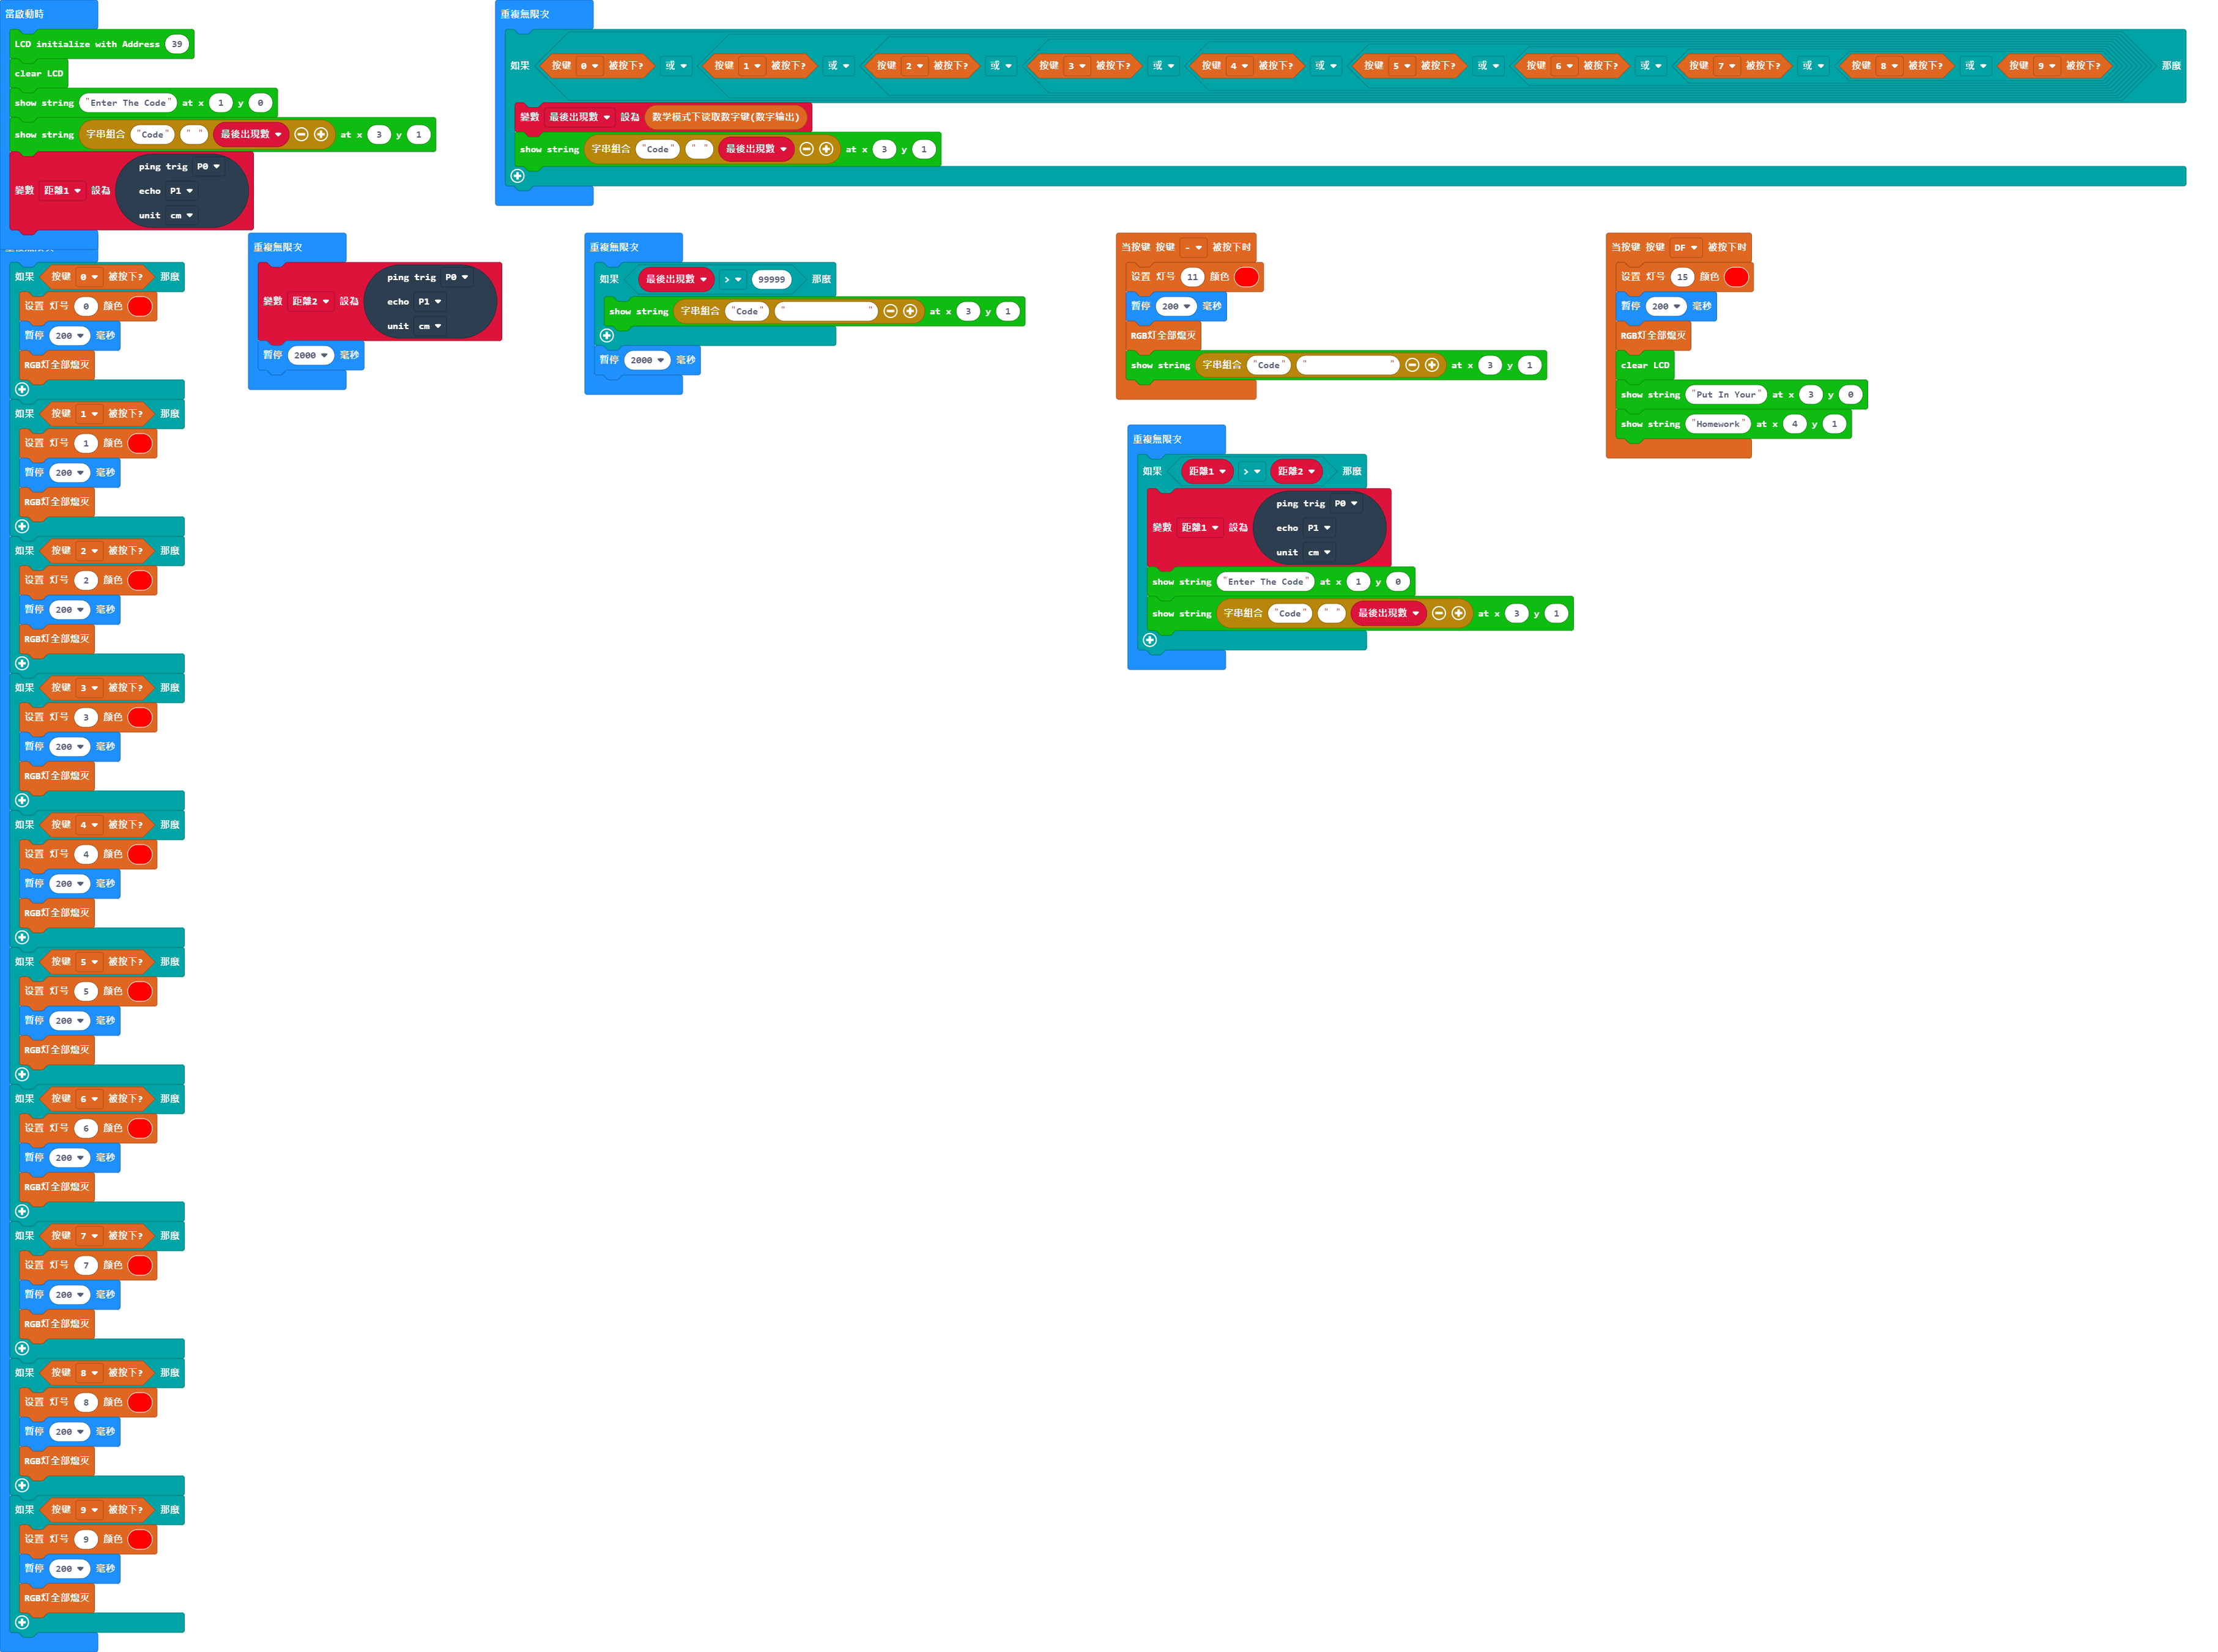 當啟動時
LCD initialize with Address 39
clear LCD
show string "Enter The Code" at x 1 y 0
show string 字串組合 "Code" " " 最後出現數 at x 3 y 1
變數 距離1 設為 ping trig P0
echo P1
unit cm
重複無限次
如果 按键 0 被按下? 或 按键 1 被按下? 或 按键 2 被按下? 或 按键 3 被按下? 或 按键 4 被按下? 或 按键 5 被按下? 或 按键 6 被按下? 或 按键 7 被按下? 或 按键 8 被按下? 或 按键 9 被按下? 那麼
變數 最後出現數 設為 数学模式下读取数字键(数字输出)
show string 字串組合 "Code" " " 最後出現數 at x 3 y 1
如果 按键 0 被按下? 那麼
设置 灯号 0 颜色
暫停 200 毫秒
RGB灯全部熄灭
如果 按键 1 被按下? 那麼
设置 灯号 1 颜色
暫停 200 毫秒
RGB灯全部熄灭
如果 按键 2 被按下? 那麼
设置 灯号 2 颜色
暫停 200 毫秒
RGB灯全部熄灭
如果 按键 3 被按下? 那麼
设置 灯号 3 颜色
暫停 200 毫秒
RGB灯全部熄灭
如果 按键 4 被按下? 那麼
设置 灯号 4 颜色
暫停 200 毫秒
RGB灯全部熄灭
如果 按键 5 被按下? 那麼
设置 灯号 5 颜色
暫停 200 毫秒
RGB灯全部熄灭
如果 按键 6 被按下? 那麼
设置 灯号 6 颜色
暫停 200 毫秒
RGB灯全部熄灭
如果 按键 7 被按下? 那麼
设置 灯号 7 颜色
暫停 200 毫秒
RGB灯全部熄灭
如果 按键 8 被按下? 那麼
设置 灯号 8 颜色
暫停 200 毫秒
RGB灯全部熄灭
如果 按键 9 被按下? 那麼
设置 灯号 9 颜色
暫停 200 毫秒
RGB灯全部熄灭
重複無限次
變數 距離2 設為 ping trig P0
echo P1
unit cm
暫停 2000 毫秒
重複無限次
如果 最後出現數 > 99999 那麼
show string 字串組合 "Code" " " at x 3 y 1
暫停 2000 毫秒
当按键 按键 - 被按下时
设置 灯号 11 颜色
暫停 200 毫秒
RGB灯全部熄灭
show string 字串組合 "Code" " " at x 3 y 1
重複無限次
如果 距離1 > 距離2 那麼
變數 距離1 設為 ping trig P0
echo P1
unit cm
show string "Enter The Code" at x 1 y 0
show string 字串組合 "Code" " " 最後出現數 at x 3 y 1
当按键 按键 DF 被按下时
设置 灯号 15 颜色
暫停 200 毫秒
RGB灯全部熄灭
clear LCD
show string "Put In Your" at x 3 y 0
show string "Homework" at x 4 y 1